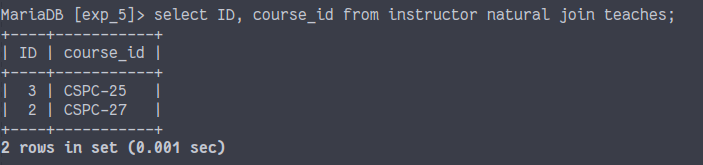 MariaDB [exp_5]> select ID, course_id from instructor natural join teaches;
+----+-----------+
| ID | course_id |
+----+-----------+
|  3 | CSPC-25   |
|  2 | CSPC-27   |
+----+-----------+
2 rows in set (0.001 sec)